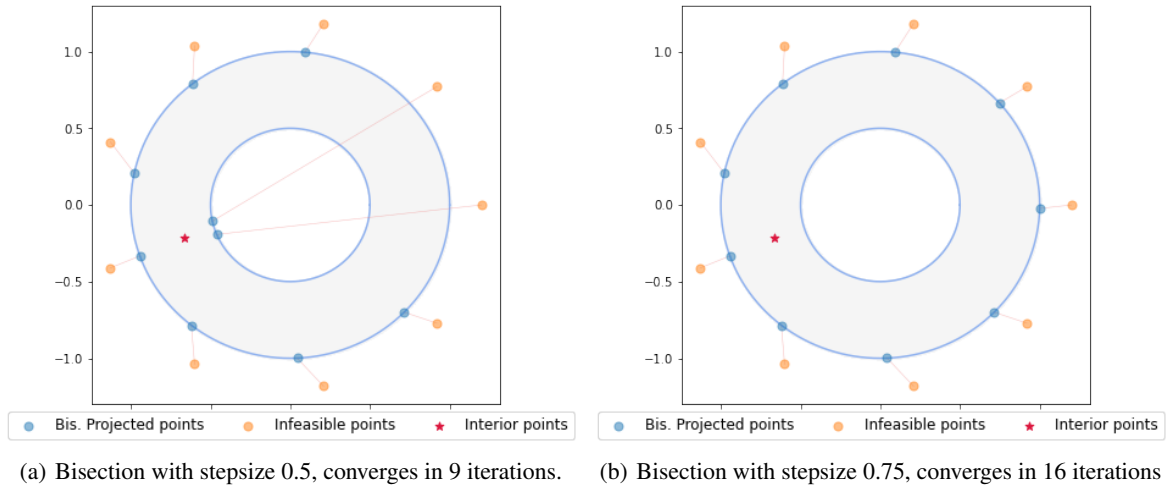 1.0
0.5
0.0
−0.5
−1.0
Bis. Projected points
Infeasible points
Interior points
(a) Bisection with stepsize 0.5, converges in 9 iterations.
1.0
0.5
0.0
−0.5
−1.0
Bis. Projected points
Infeasible points
Interior points
(b) Bisection with stepsize 0.75, converges in 16 iterations